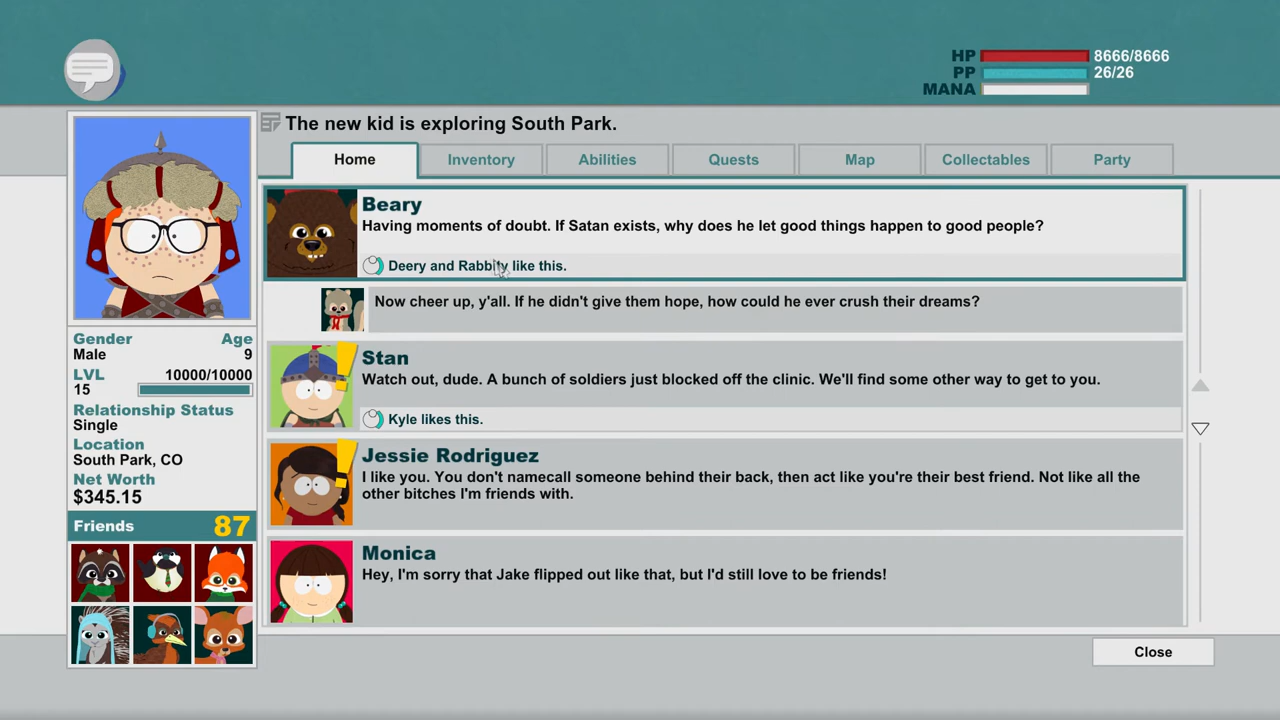 HP 8666/8666
PP 26/26
MANA
The new kid is exploring South Park.
Home Inventory Abilities Quests Map Collectables Party
Beary
Having moments of doubt. If Satan exists, why does he let good things happen to good people?
Deery and Rabbity like this.
Now cheer up, y'all. If he didn't give them hope, how could he ever crush their dreams?
Stan
Watch out, dude. A bunch of soldiers just blocked off the clinic. We'll find some other way to get to you.
Kyle likes this.
Jessie Rodriguez
I like you. You don't namecall someone behind their back, then act like you're their best friend. Not like all the
other bitches I'm friends with.
Monica
Hey, I'm sorry that Jake flipped out like that, but I'd still love to be friends!
Gender Age
Male 9
LVL 10000/10000
15
Relationship Status
Single
Location
South Park, CO
Net Worth
$345.15
Friends 87
Close